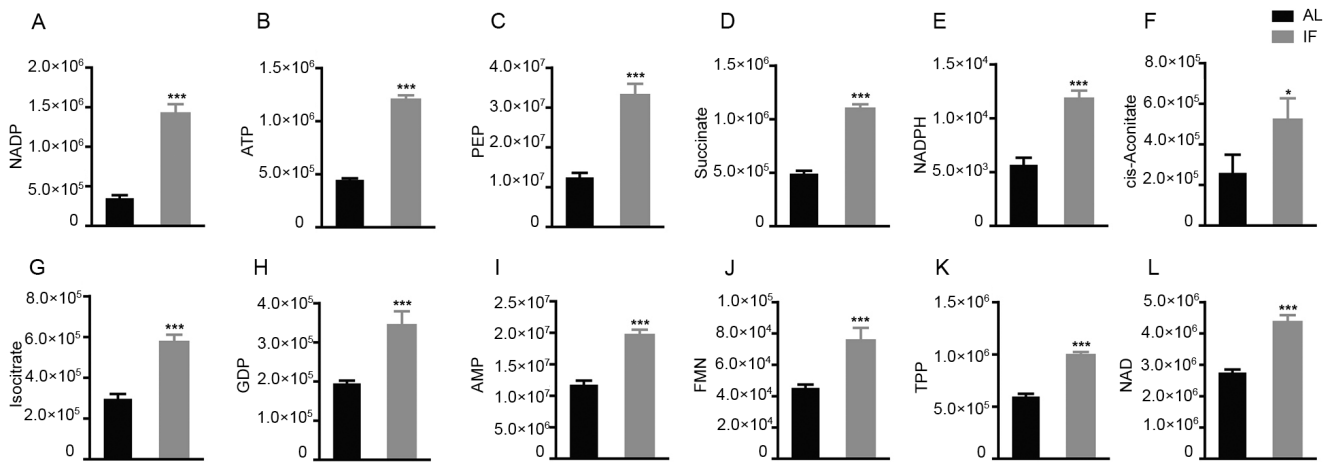 AL
IF
A
NADP
2.0×10⁶
1.5×10⁶
1.0×10⁶
5.0×10⁵
0
***
B
ATP
1.5×10⁶
1.0×10⁶
5.0×10⁵
0
***
C
PEP
4.0×10⁷
3.0×10⁷
2.0×10⁷
1.0×10⁷
0
***
D
Succinate
1.5×10⁶
1.0×10⁶
5.0×10⁵
0
***
E
NADPH
1.5×10⁴
1.0×10⁴
5.0×10³
0
***
F
cis-Aconitate
8.0×10⁵
6.0×10⁵
4.0×10⁵
2.0×10⁵
0
*
G
Isocitrate
8.0×10⁵
6.0×10⁵
4.0×10⁵
2.0×10⁵
0
***
H
GDP
4.0×10⁵
3.0×10⁵
2.0×10⁵
1.0×10⁵
0
***
I
AMP
2.5×10⁷
2.0×10⁷
1.5×10⁷
1.0×10⁷
5.0×10⁶
0
***
J
FMN
1.0×10⁵
8.0×10⁴
6.0×10⁴
4.0×10⁴
2.0×10⁴
0
***
K
TPP
1.5×10⁶
1.0×10⁶
5.0×10⁵
0
***
L
NAD
5.0×10⁶
4.0×10⁶
3.0×10⁶
2.0×10⁶
1.0×10⁶
0
***